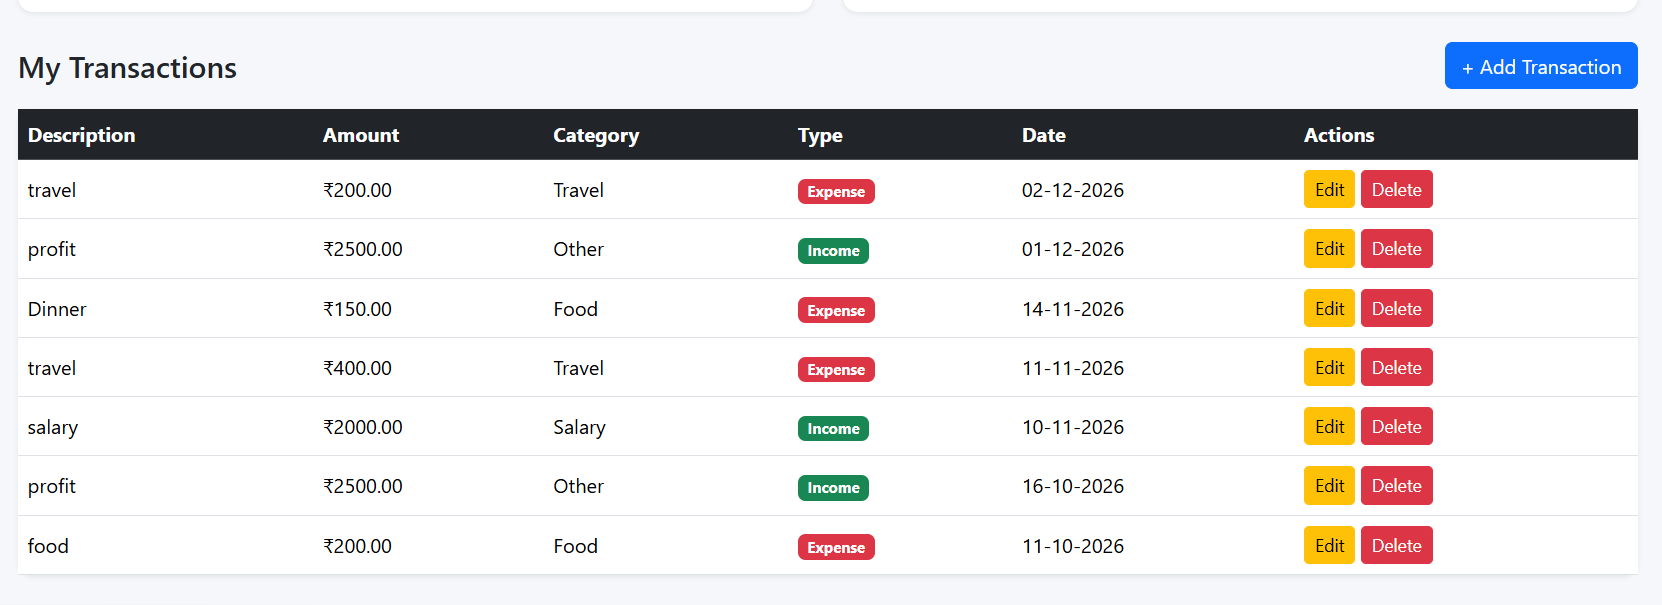 My Transactions + Add Transaction
Description Amount Category Type Date Actions
travel ₹200.00 Travel Expense 02-12-2026 Edit Delete
profit ₹2500.00 Other Income 01-12-2026 Edit Delete
Dinner ₹150.00 Food Expense 14-11-2026 Edit Delete
travel ₹400.00 Travel Expense 11-11-2026 Edit Delete
salary ₹2000.00 Salary Income 10-11-2026 Edit Delete
profit ₹2500.00 Other Income 16-10-2026 Edit Delete
food ₹200.00 Food Expense 11-10-2026 Edit Delete